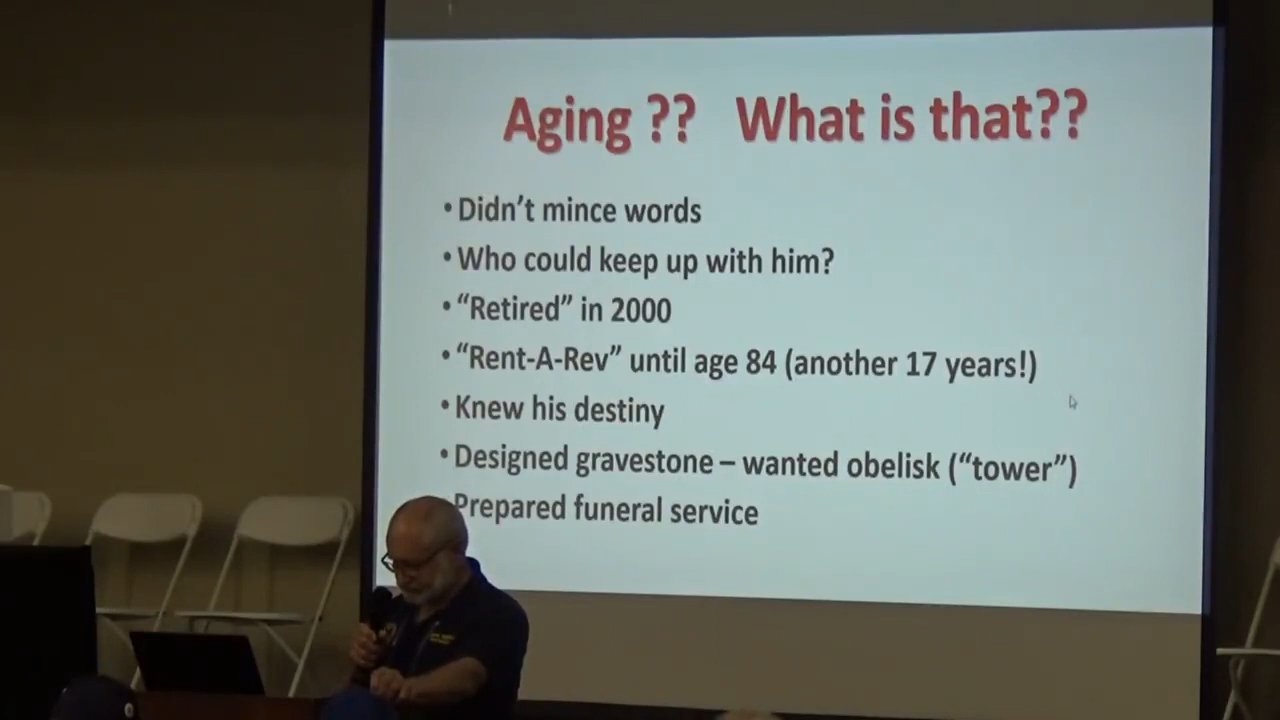 Aging ?? What is that??
• Didn’t mince words
• Who could keep up with him?
• “Retired” in 2000
• “Rent-A-Rev” until age 84 (another 17 years!)
• Knew his destiny
• Designed gravestone – wanted obelisk (“tower”)
Prepared funeral service